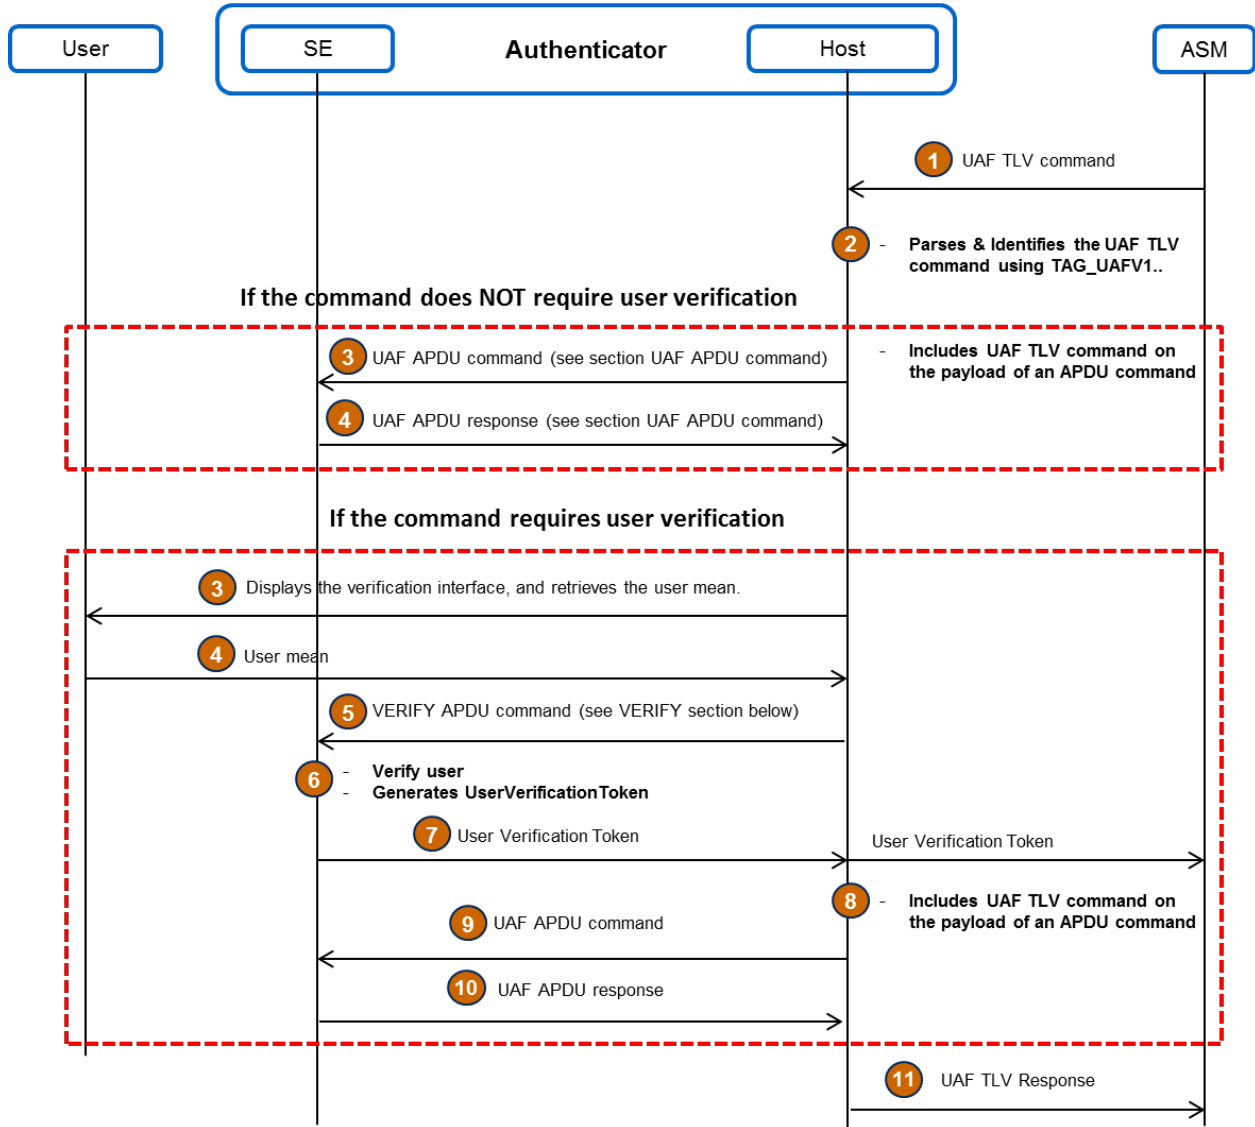 User
SE
Authenticator
Host
ASM
1 UAF TLV command
2 - Parses & Identifies the UAF TLV
command using TAG_UAFV1..
If the command does NOT require user verification
3 UAF APDU command (see section UAF APDU command)
- Includes UAF TLV command on
the payload of an APDU command
4 UAF APDU response (see section UAF APDU command)
If the command requires user verification
3 Displays the verification interface, and retrieves the user mean.
4 User mean
5 VERIFY APDU command (see VERIFY section below)
6 - Verify user
- Generates UserVerificationToken
7 User Verification Token
User Verification Token
8 - Includes UAF TLV command on
the payload of an APDU command
9 UAF APDU command
10 UAF APDU response
11 UAF TLV Response